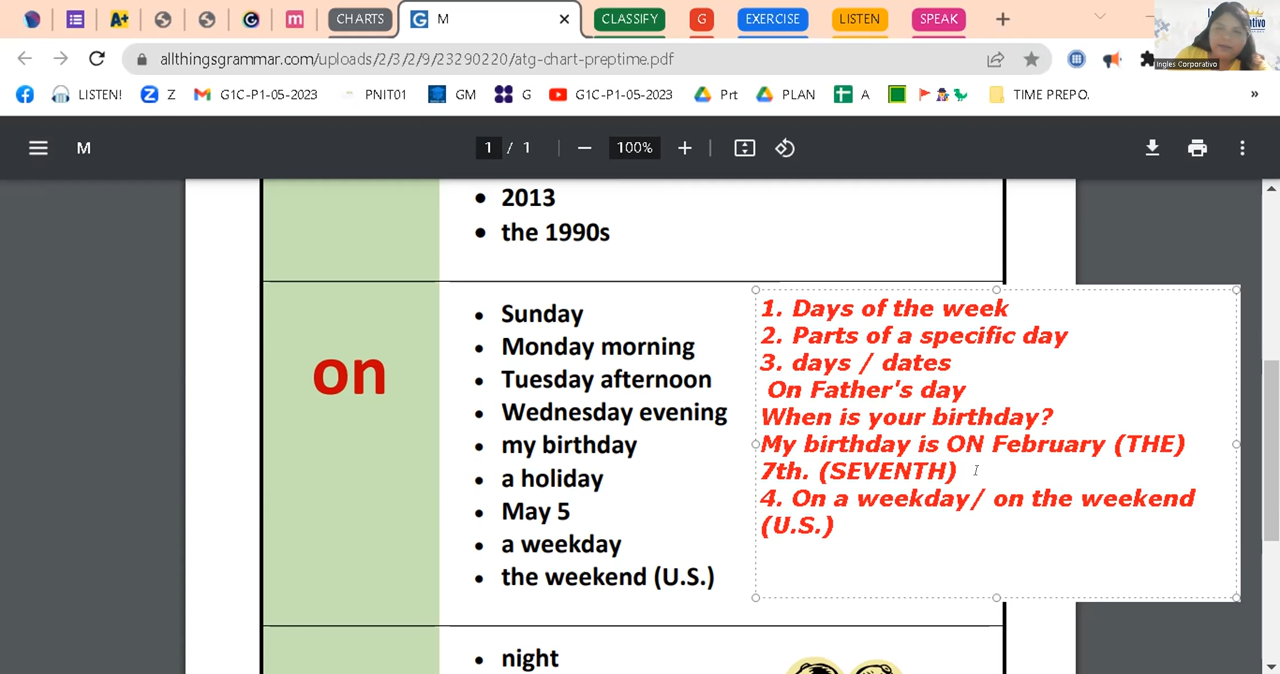 CHARTS
M
CLASSIFY
G
EXERCISE
LISTEN
SPEAK
allthingsgrammar.com/uploads/2/3/2/9/23290220/atg-chart-preptime.pdf
Ingles Corporativo
LISTEN!
Z
G1C-P1-05-2023
PNIT01
GM
G
G1C-P1-05-2023
Prt
PLAN
A
TIME PREPO.
»
M
1 / 1
100%
• 2013
• the 1990s
on
• Sunday
• Monday morning
• Tuesday afternoon
• Wednesday evening
• my birthday
• a holiday
• May 5
• a weekday
• the weekend (U.S.)
1. Days of the week
2. Parts of a specific day
3. days / dates
On Father's day
When is your birthday?
My birthday is ON February (THE)
7th. (SEVENTH)
4. On a weekday/ on the weekend
(U.S.)
• night